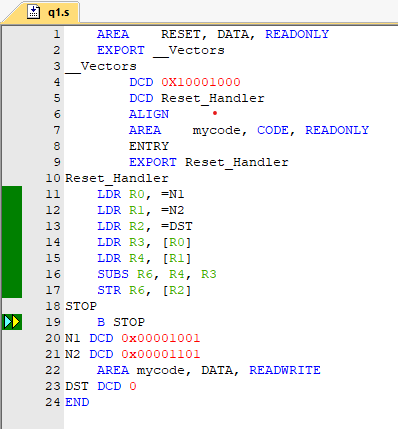 q1.s
1 AREA RESET, DATA, READONLY
2 EXPORT __Vectors
3 __Vectors
4 DCD 0X10001000
5 DCD Reset_Handler
6 ALIGN
7 AREA mycode, CODE, READONLY
8 ENTRY
9 EXPORT Reset_Handler
10 Reset_Handler
11 LDR R0, =N1
12 LDR R1, =N2
13 LDR R2, =DST
14 LDR R3, [R0]
15 LDR R4, [R1]
16 SUBS R6, R4, R3
17 STR R6, [R2]
18 STOP
19 B STOP
20 N1 DCD 0x00001001
21 N2 DCD 0x00001101
22 AREA mycode, DATA, READWRITE
23 DST DCD 0
24 END